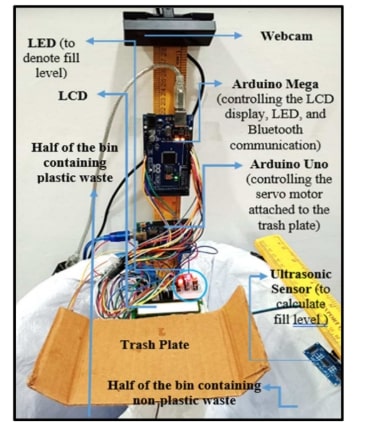 Webcam
LED (to
denote fill
level)
LCD
Arduino Mega
(controlling the LCD
display, LED, and
Bluetooth
communication)
Half of the bin
containing
plastic waste
Arduino Uno
(controlling the
servo motor
attached to the
trash plate)
Ultrasonic
Sensor (to
calculate
fill level.)
Trash Plate
Half of the bin containing
non-plastic waste